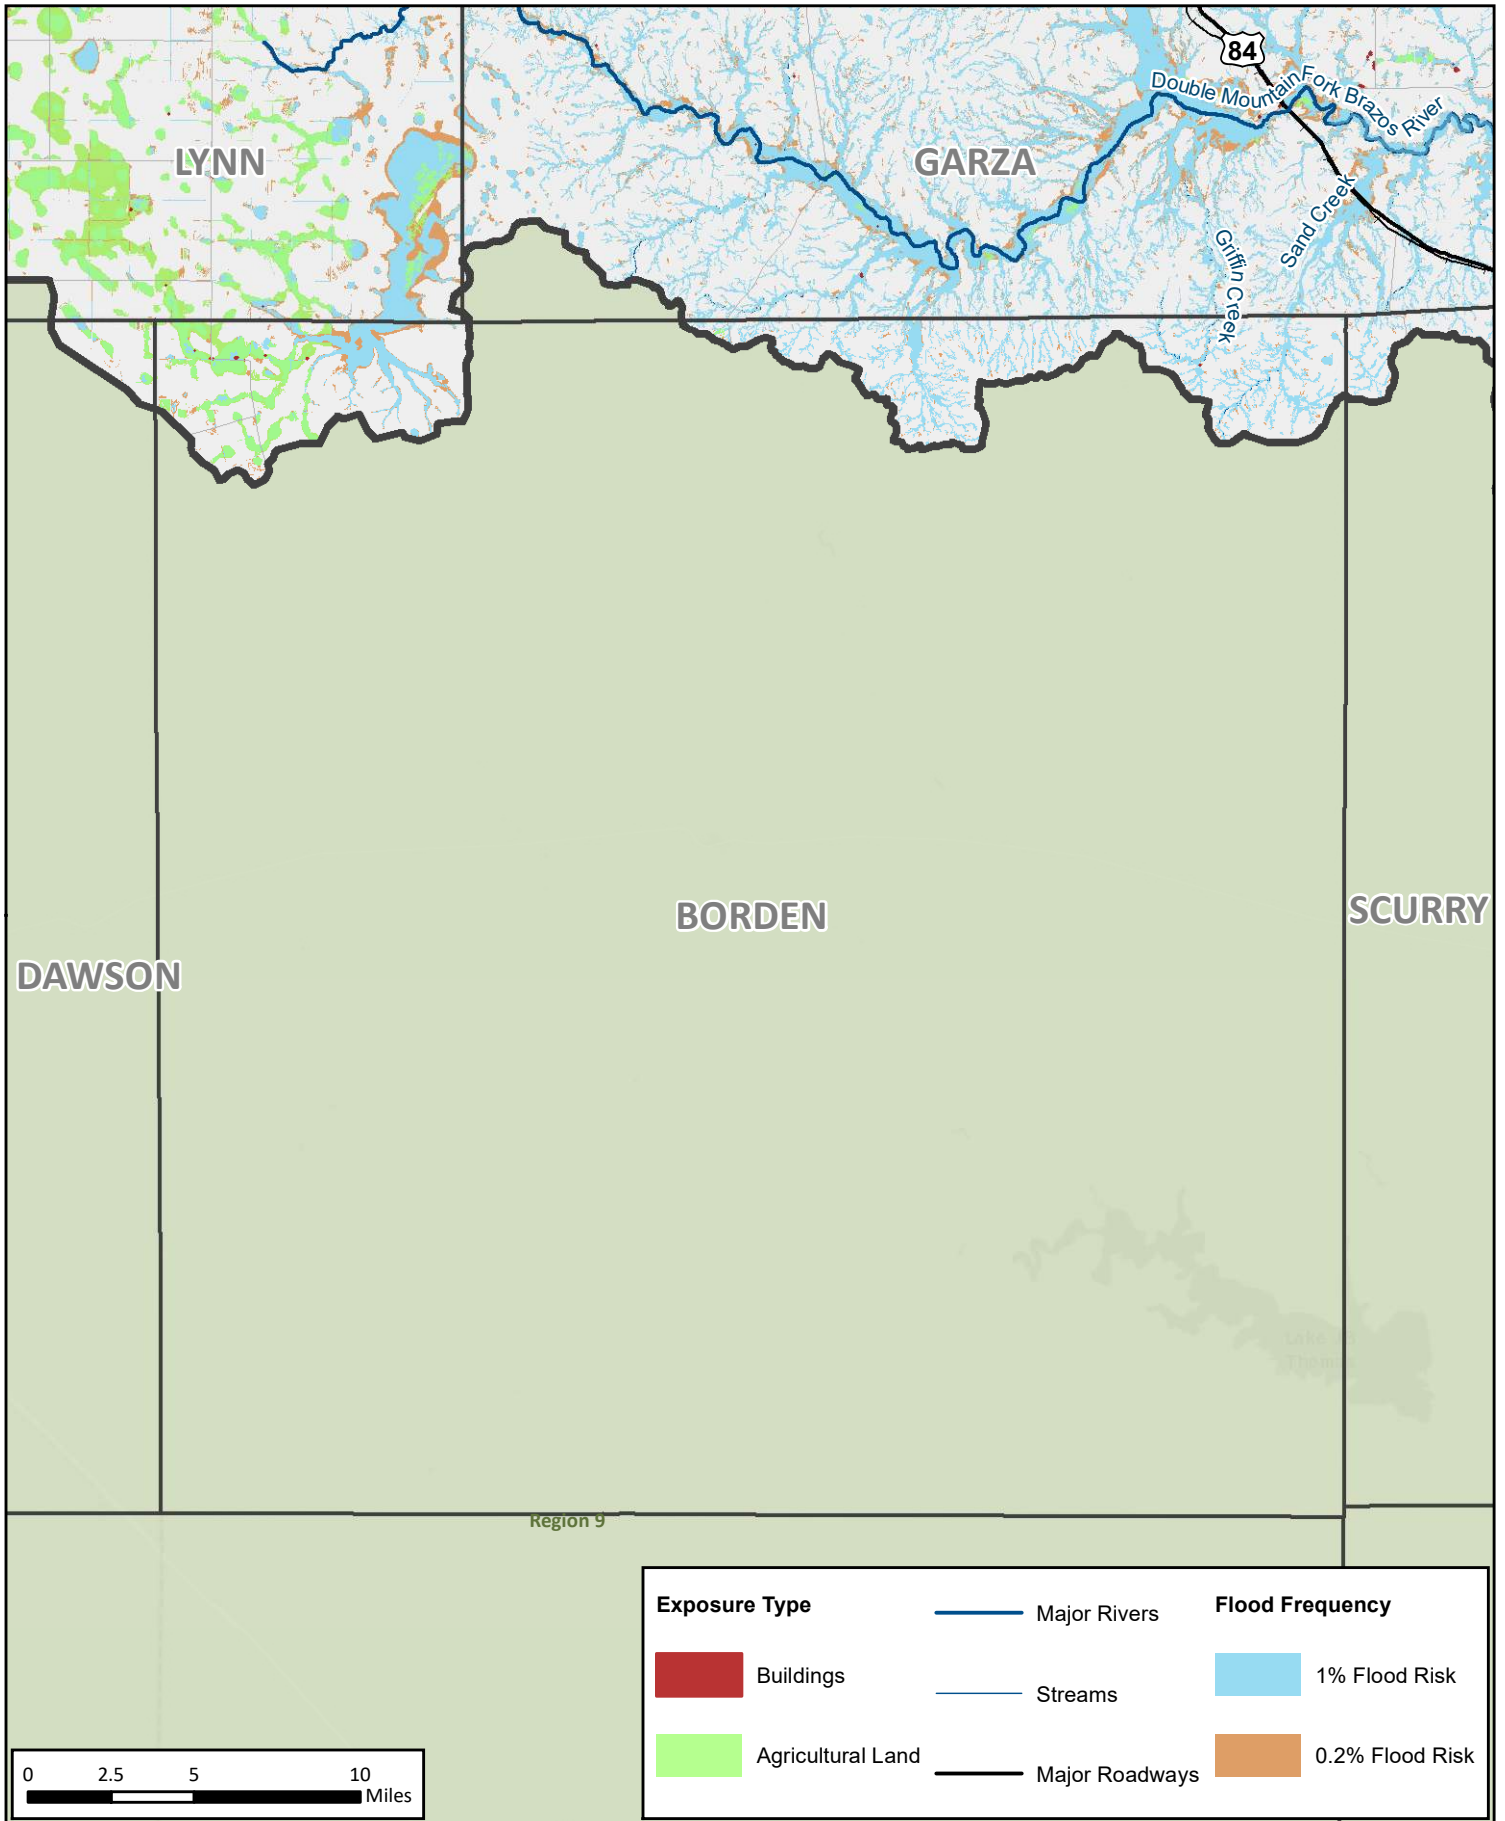 84
Double Mountain Fork Brazos River
LYNN
GARZA
Sand Creek
Griffin Creek
BORDEN
SCURRY
DAWSON
Lake
Thomas
Region 9
Exposure Type
Buildings
Agricultural Land
Major Rivers
Streams
Major Roadways
Flood Frequency
1% Flood Risk
0.2% Flood Risk
0 2.5 5 10
Miles